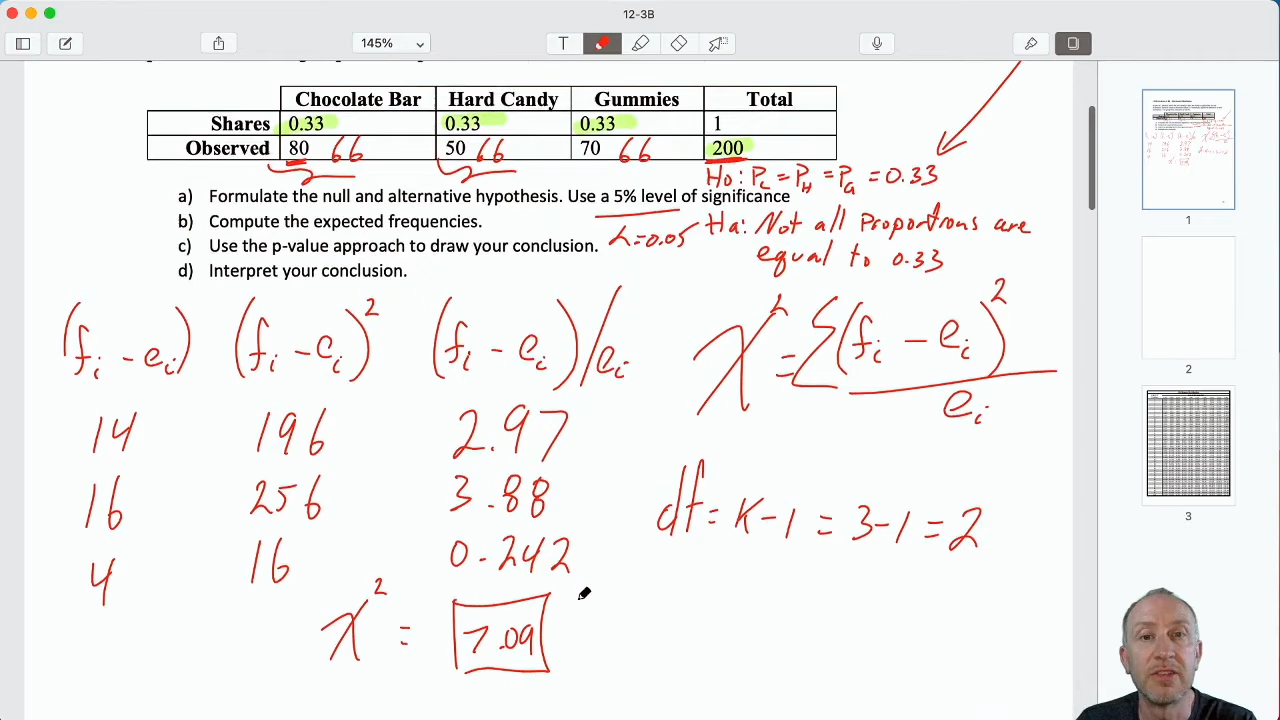 12-3B
145%
T
Chocolate Bar Hard Candy Gummies Total
Shares 0.33 0.33 0.33 1
Observed 80 66 50 66 70 66 200
H0: PC = PH = PG = 0.33
a) Formulate the null and alternative hypothesis. Use a 5% level of significance
b) Compute the expected frequencies.
α=0.05 Ha: Not all proportions are
c) Use the p-value approach to draw your conclusion.
equal to 0.33
d) Interpret your conclusion.
(fi - ei) (fi - ei)² (fi - ei)/ei χ² = Σ(fi - ei)²
ei
14 196 2.97
16 256 3.88 df = K-1 = 3-1 = 2
4 16 0.242
χ² = 7.09
1
2
3